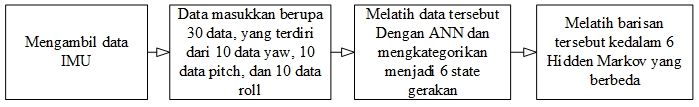 Mengambil data
IMU
Data masukkan berupa
30 data, yang terdiri
dari 10 data yaw, 10
data pitch, dan 10 data
roll
Melatih data tersebut
Dengan ANN dan
mengkategorikan
menjadi 6 state
gerakan
Melatih barisan
tersebut kedalam 6
Hidden Markov yang
berbeda